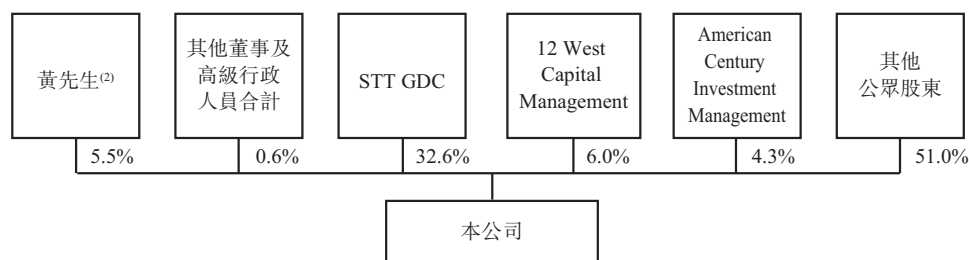 黃先生(2)
其他董事及
高級行政
人員合計
STT GDC
12 West
Capital
Management
American
Century
Investment
Management
其他
公眾股東
5.5%
0.6%
32.6%
6.0%
4.3%
51.0%
本公司